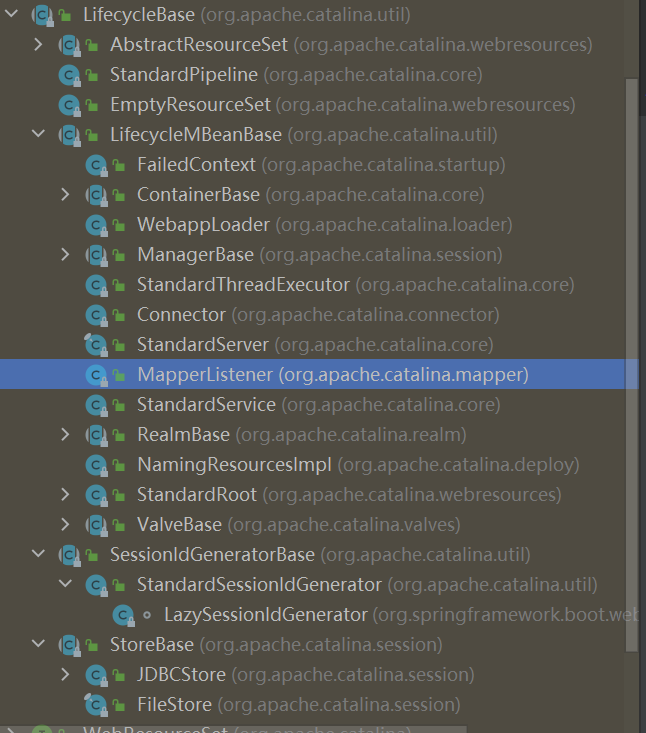 LifecycleBase (org.apache.catalina.util)
AbstractResourceSet (org.apache.catalina.webresources)
StandardPipeline (org.apache.catalina.core)
EmptyResourceSet (org.apache.catalina.webresources)
LifecycleMBeanBase (org.apache.catalina.util)
FailedContext (org.apache.catalina.startup)
ContainerBase (org.apache.catalina.core)
WebappLoader (org.apache.catalina.loader)
ManagerBase (org.apache.catalina.session)
StandardThreadExecutor (org.apache.catalina.core)
Connector (org.apache.catalina.connector)
StandardServer (org.apache.catalina.core)
MapperListener (org.apache.catalina.mapper)
StandardService (org.apache.catalina.core)
RealmBase (org.apache.catalina.realm)
NamingResourcesImpl (org.apache.catalina.deploy)
StandardRoot (org.apache.catalina.webresources)
ValveBase (org.apache.catalina.valves)
SessionIdGeneratorBase (org.apache.catalina.util)
StandardSessionIdGenerator (org.apache.catalina.util)
LazySessionIdGenerator (org.springframework.boot.web
StoreBase (org.apache.catalina.session)
JDBCStore (org.apache.catalina.session)
FileStore (org.apache.catalina.session)
WebResourceSet (org.apache.catalina)